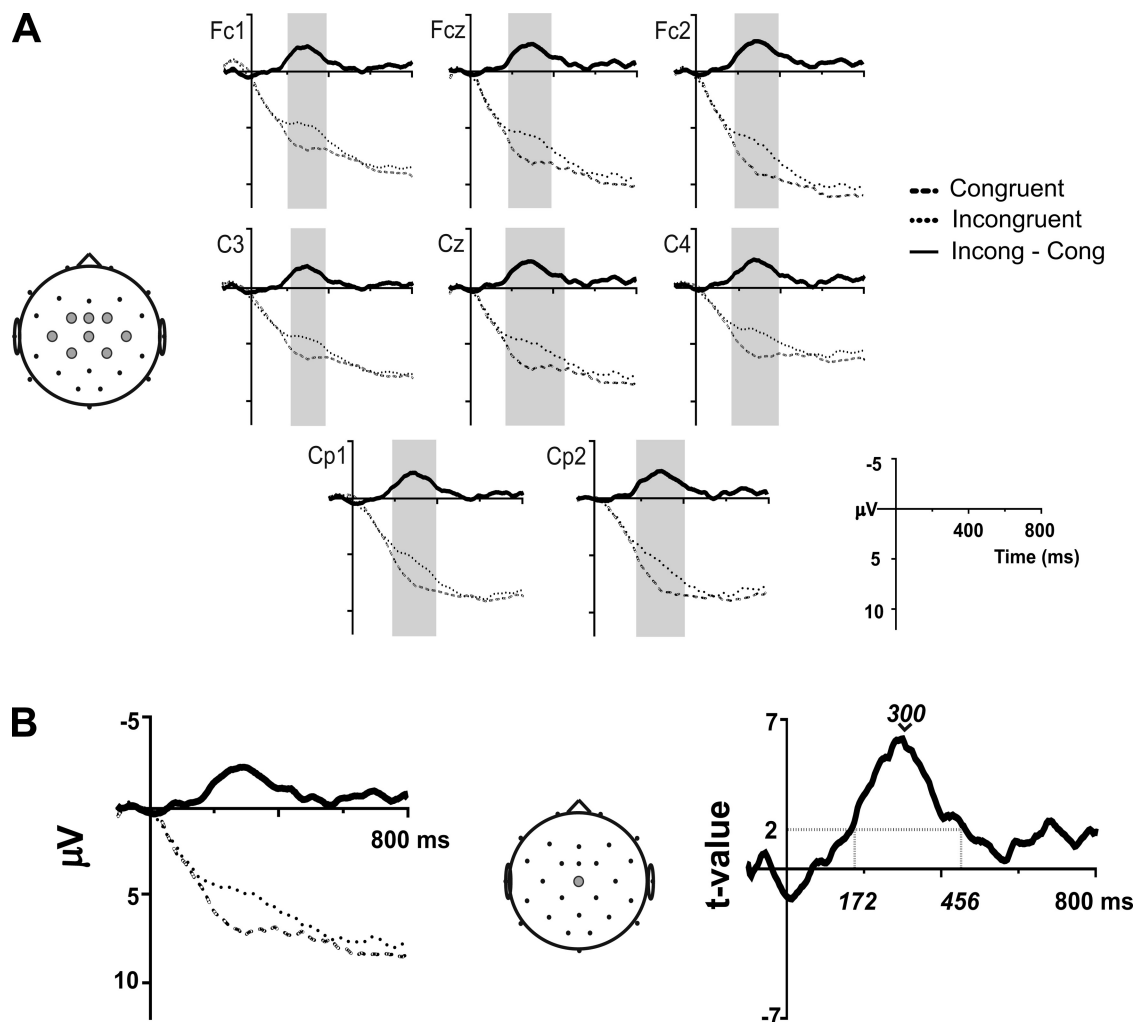 A
Fc1
Fcz
Fc2
Congruent
Incongruent
Incong - Cong
C3
Cz
C4
Cp1
Cp2
-5
µV
400
800
5
Time (ms)
10
B
-5
µV
800 ms
5
10
7
300
t-value
2
172
456
800 ms
-7